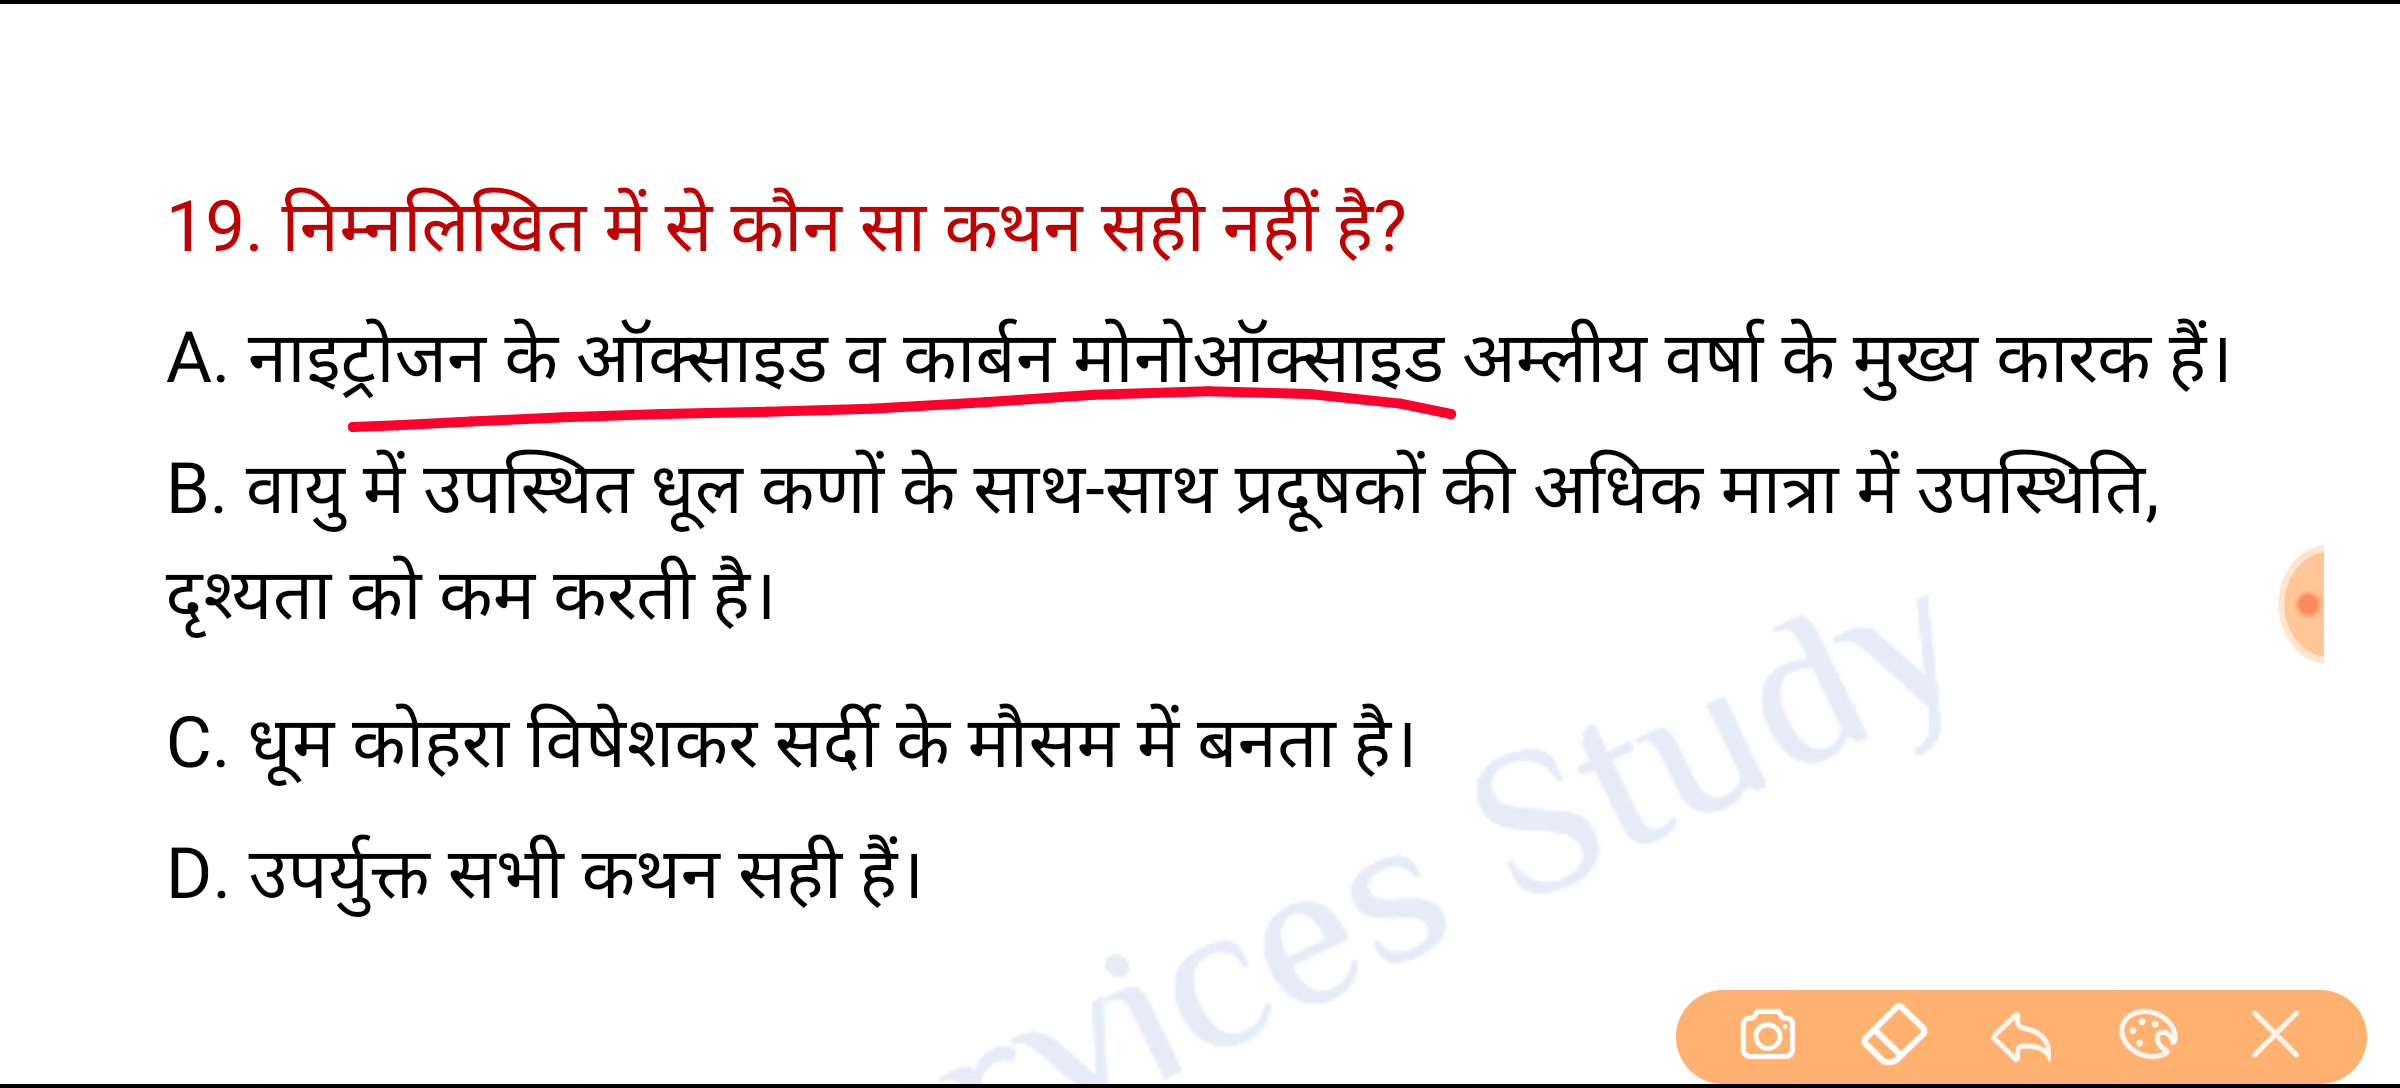 19. निम्नलिखित में से कौन सा कथन सही नहीं है?
A. नाइट्रोजन के ऑक्साइड व कार्बन मोनोऑक्साइड अम्लीय वर्षा के मुख्य कारक हैं।
B. वायु में उपस्थित धूल कणों के साथ-साथ प्रदूषकों की अधिक मात्रा में उपस्थिति,
दृश्यता को कम करती है।
C. धूम कोहरा विषेशकर सर्दी के मौसम में बनता है।
D. उपर्युक्त सभी कथन सही हैं।
rvices Study